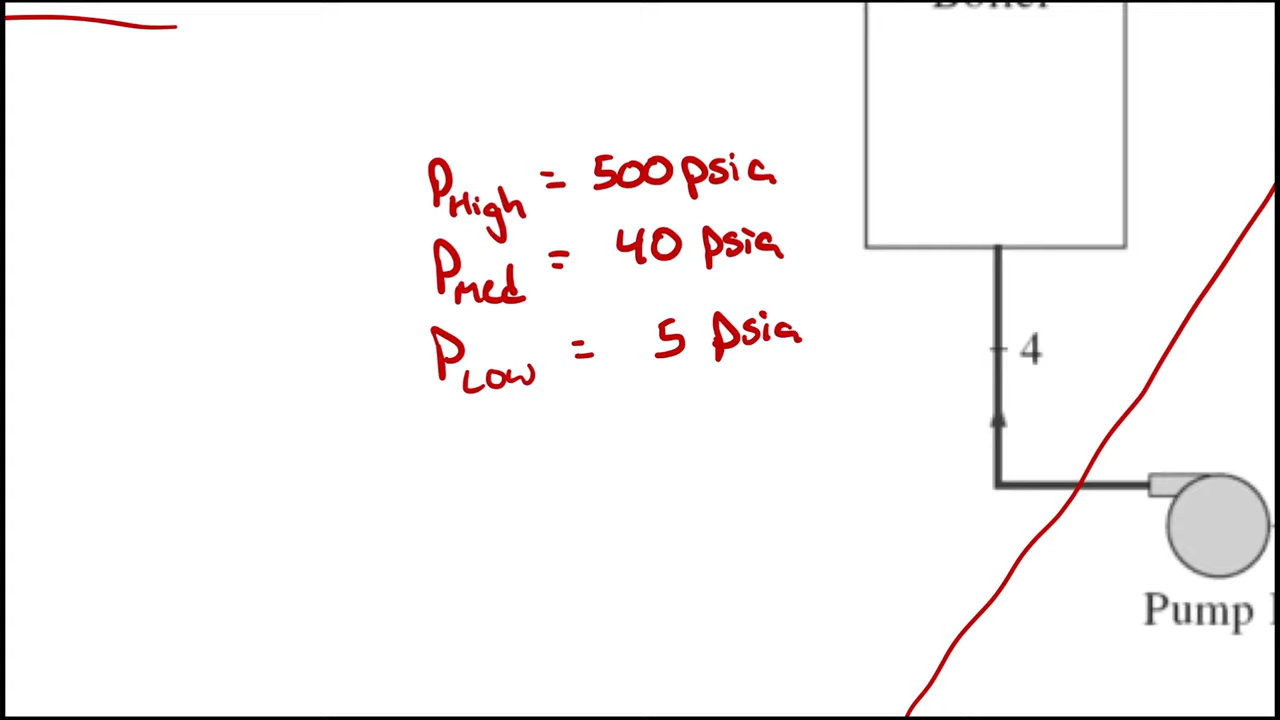 P_High = 500 psia
P_Med = 40 psia
P_Low = 5 psia
4
Pump